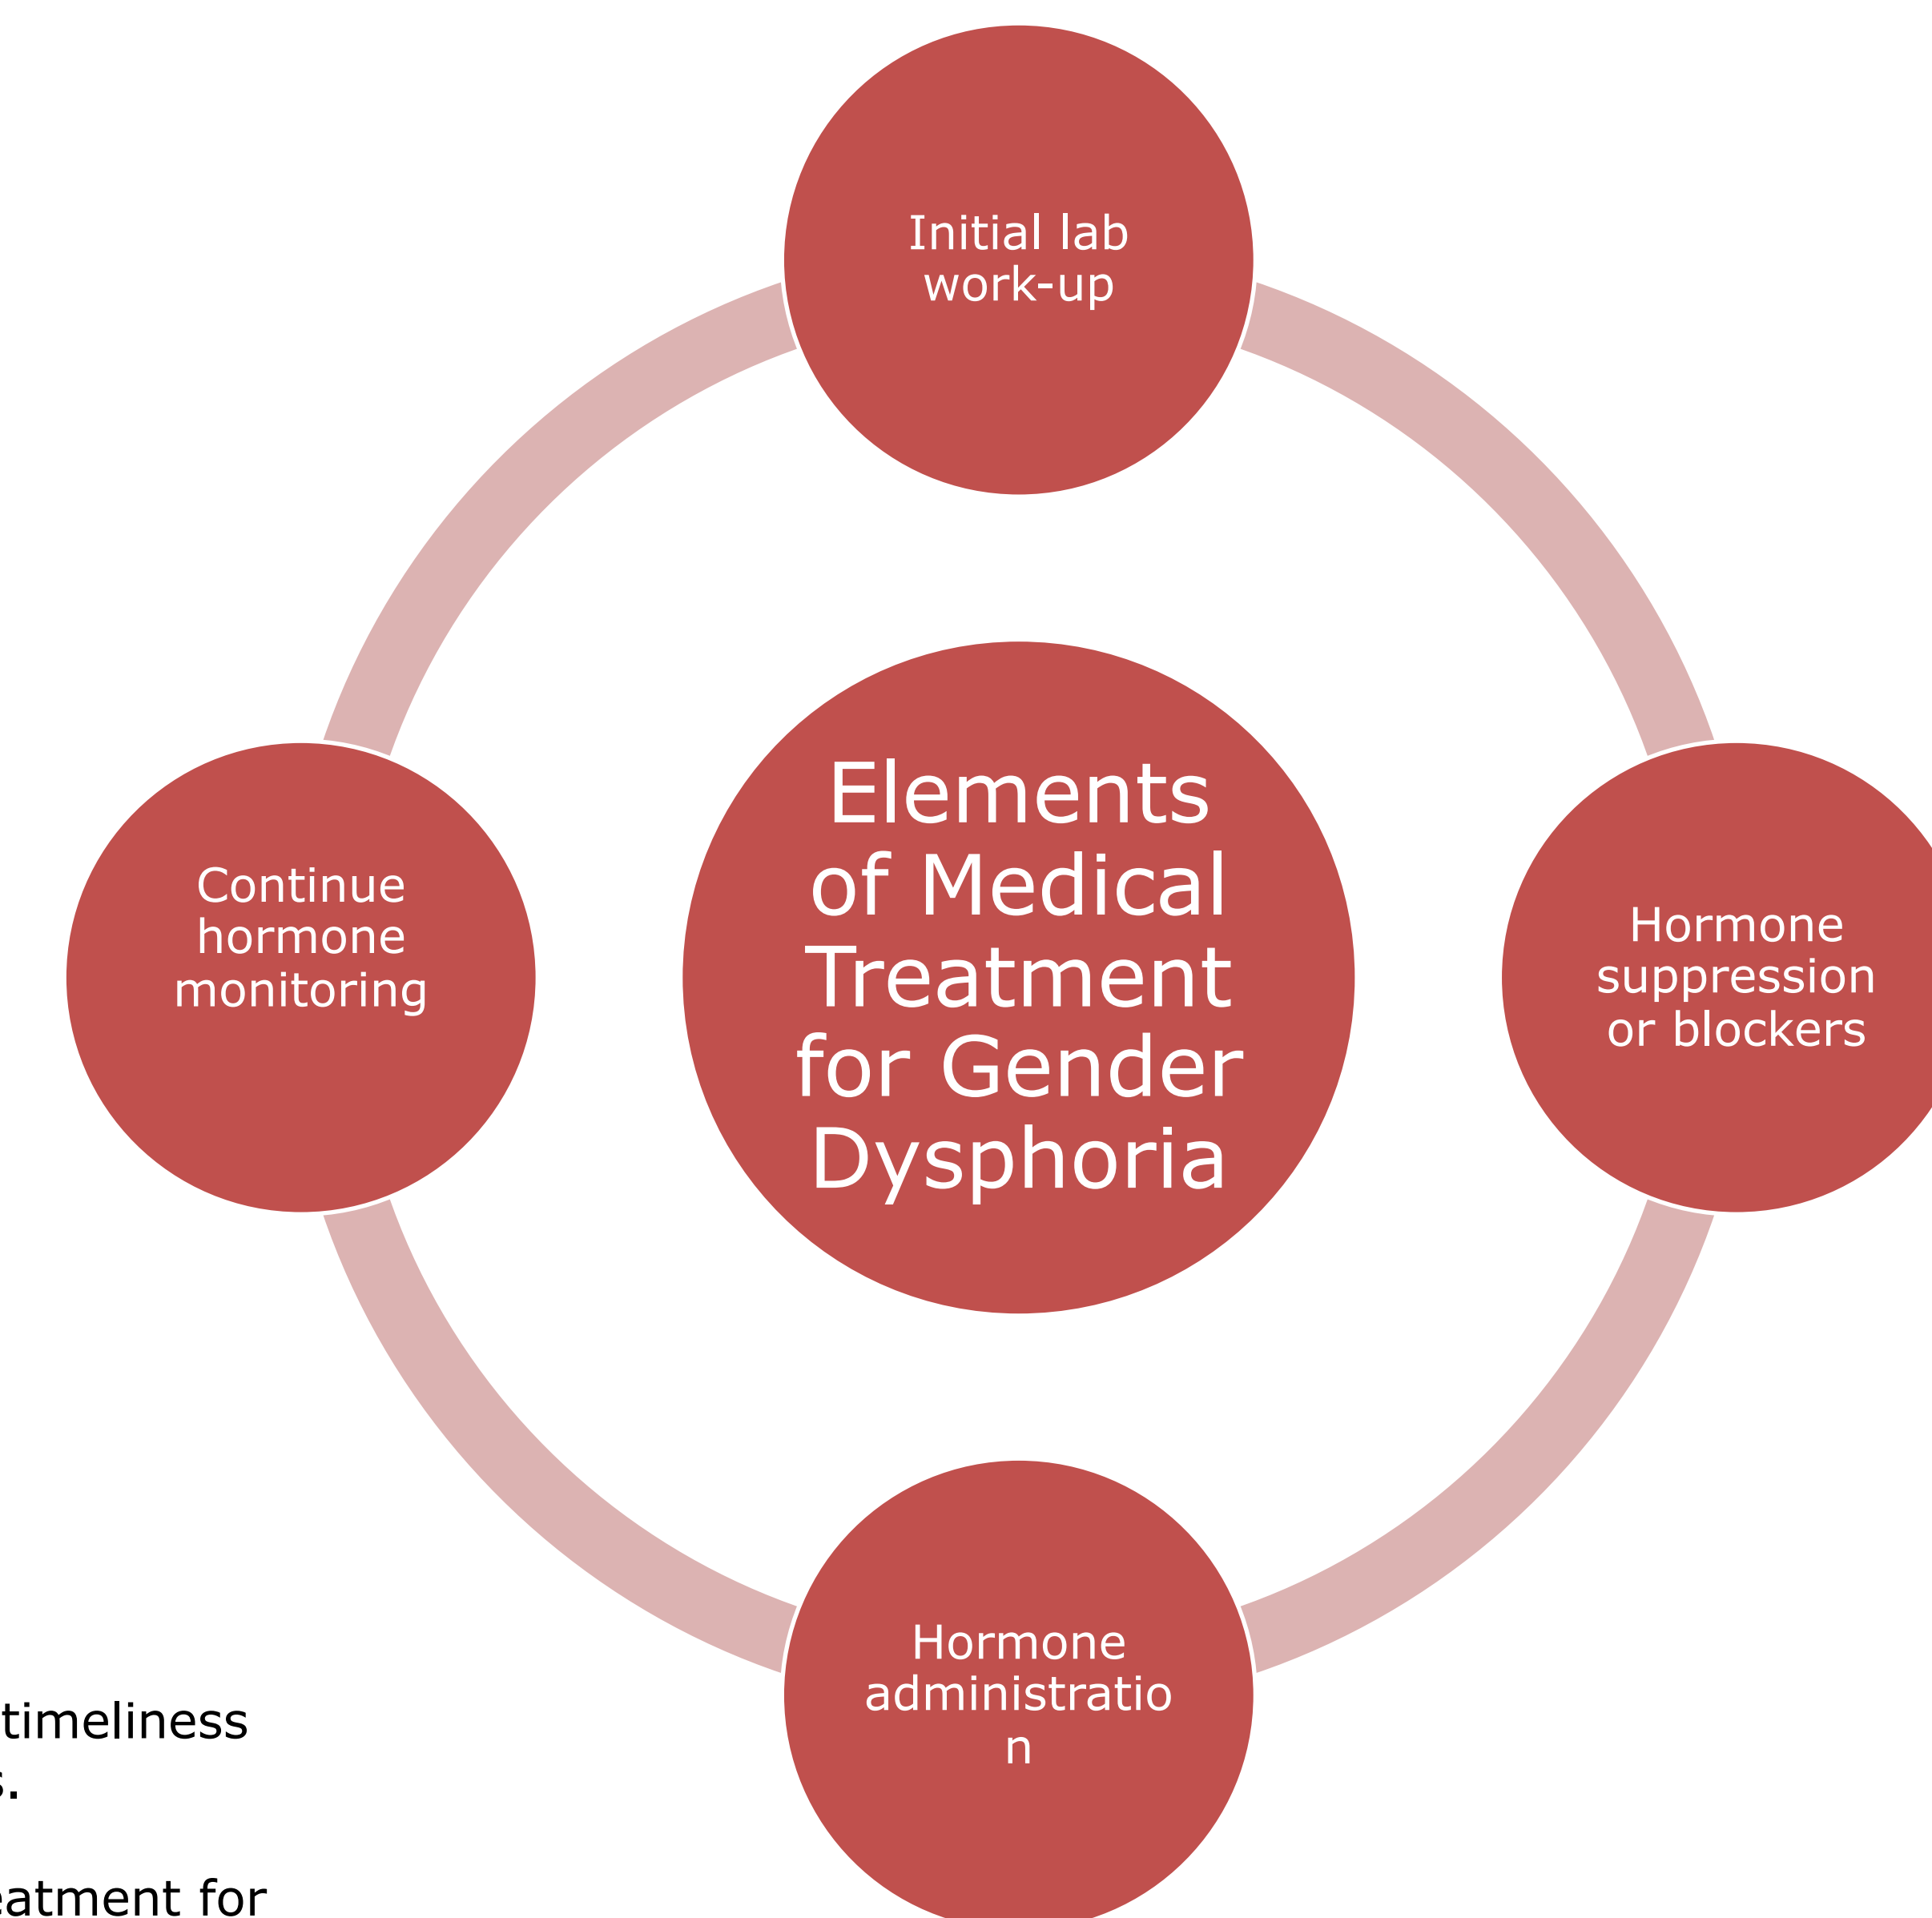 Initial lab
work-up
Elements
of Medical
Treatment
for Gender
Dysphoria
Continue
hormone
monitoring
Hormone
suppression
or blockers
Hormone
administratio
n
timeliness
for